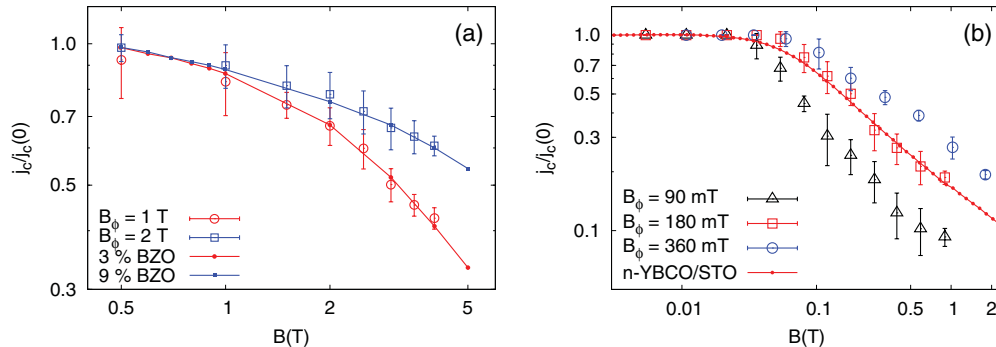 (a)
1.0
0.7
0.5
0.3
j_c/j_c(0)
B_ϕ = 1 T
B_ϕ = 2 T
3 % BZO
9 % BZO
0.5
1
2
5
B(T)
(b)
1.0
0.5
0.3
0.1
j_c/j_c(0)
B_ϕ = 90 mT
B_ϕ = 180 mT
B_ϕ = 360 mT
n-YBCO/STO
0.01
0.1
0.5
1
2
B(T)